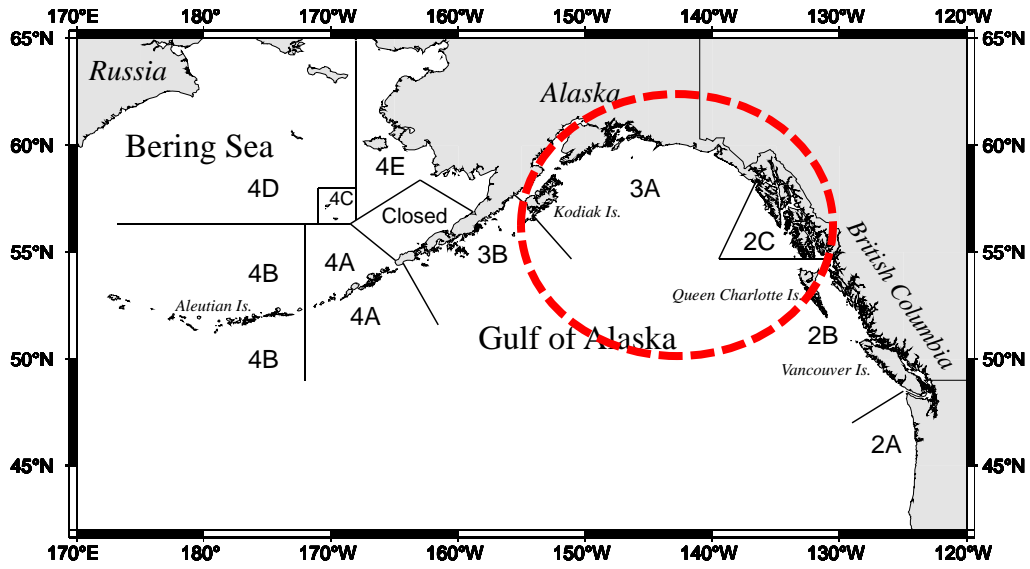 170°E 180° 170°W 160°W 150°W 140°W 130°W 120°W
65°N 65°N
Russia
Alaska
60°N 60°N
Bering Sea
4E
4D 4C 3A
Closed
Kodiak Is.
55°N 55°N
4B 4A 3B 2C
British Columbia
Aleutian Is.
4A
Queen Charlotte Is.
Gulf of Alaska
2B
50°N 50°N
4B
Vancouver Is.
2A
45°N 45°N
170°E 180° 170°W 160°W 150°W 140°W 130°W 120°W